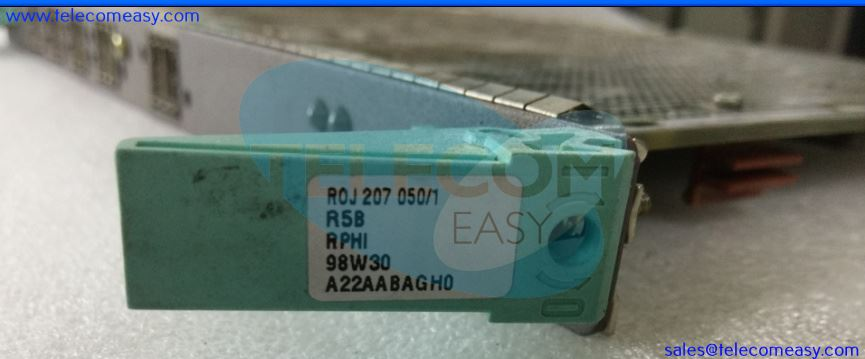 www.telecomeasy.com
TELECOM
EASY
ROJ 207 050/1
R5B
RPHI
98W30
A22AABAGH0
sales@telecomeasy.com